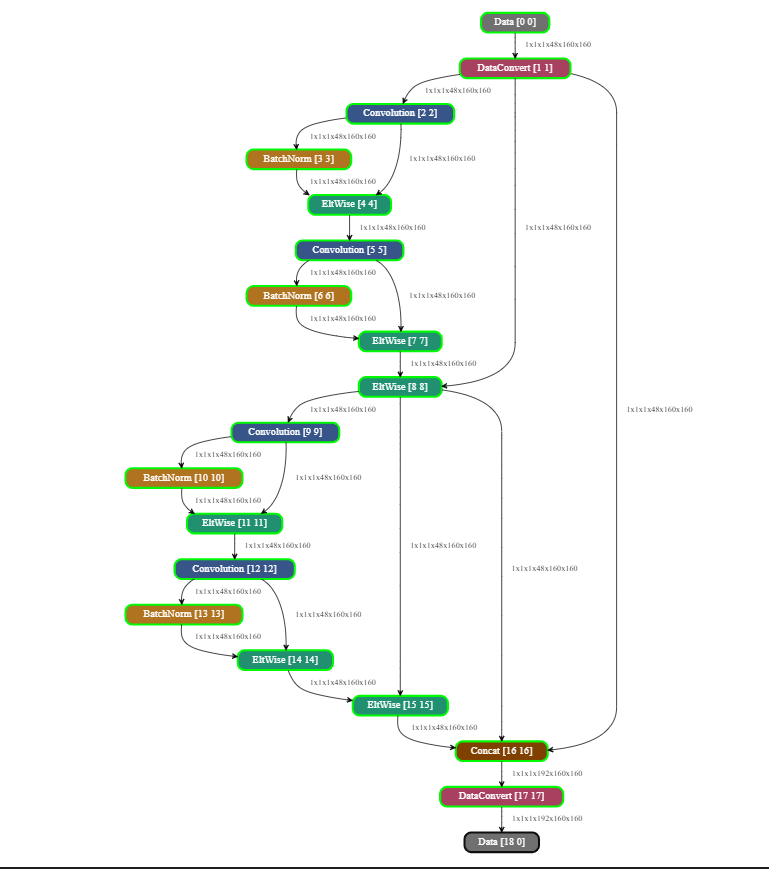 Data [0 0]
1x1x1x48x160x160
DataConvert [1 1]
1x1x1x48x160x160
Convolution [2 2]
1x1x1x48x160x160
BatchNorm [3 3]
1x1x1x48x160x160
1x1x1x48x160x160
EltWise [4 4]
1x1x1x48x160x160
1x1x1x48x160x160
Convolution [5 5]
1x1x1x48x160x160
BatchNorm [6 6]
1x1x1x48x160x160
1x1x1x48x160x160
EltWise [7 7]
1x1x1x48x160x160
EltWise [8 8]
1x1x1x48x160x160
1x1x1x48x160x160
Convolution [9 9]
1x1x1x48x160x160
BatchNorm [10 10]
1x1x1x48x160x160
1x1x1x48x160x160
EltWise [11 11]
1x1x1x48x160x160
1x1x1x48x160x160
Convolution [12 12]
1x1x1x48x160x160
1x1x1x48x160x160
BatchNorm [13 13]
1x1x1x48x160x160
1x1x1x48x160x160
EltWise [14 14]
1x1x1x48x160x160
EltWise [15 15]
1x1x1x48x160x160
Concat [16 16]
1x1x1x192x160x160
DataConvert [17 17]
1x1x1x192x160x160
Data [18 0]